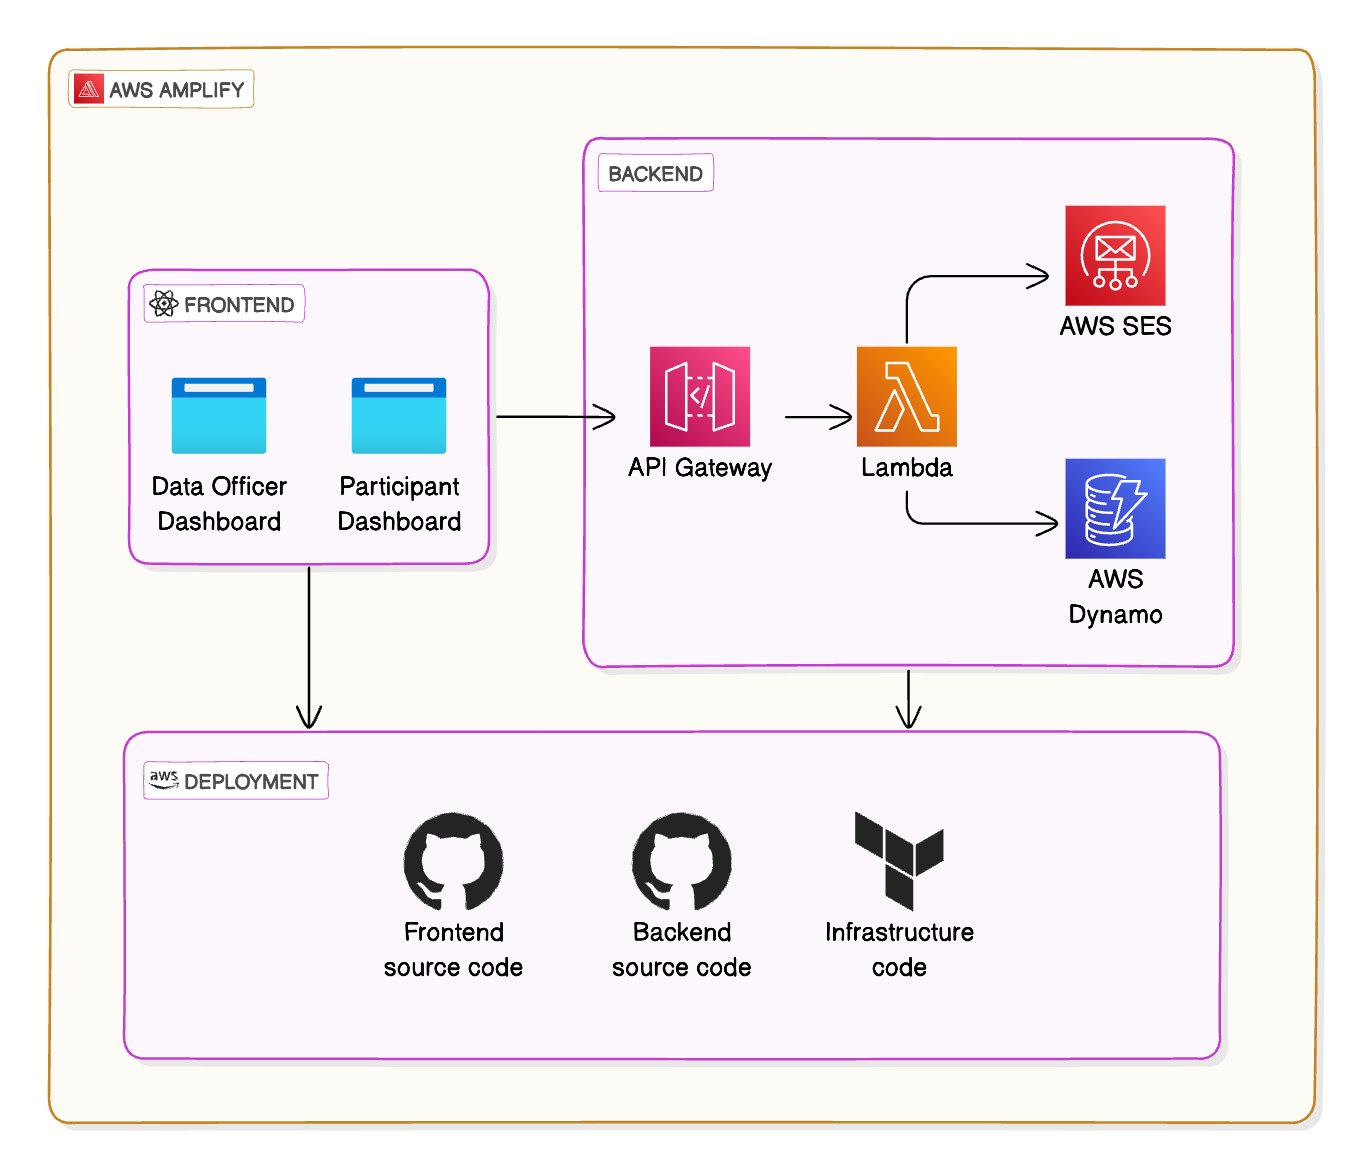 AWS AMPLIFY
BACKEND
AWS SES
FRONTEND
API Gateway
Lambda
Data Officer
Dashboard
Participant
Dashboard
AWS
Dynamo
aws DEPLOYMENT
Frontend
source code
Backend
source code
Infrastructure
code